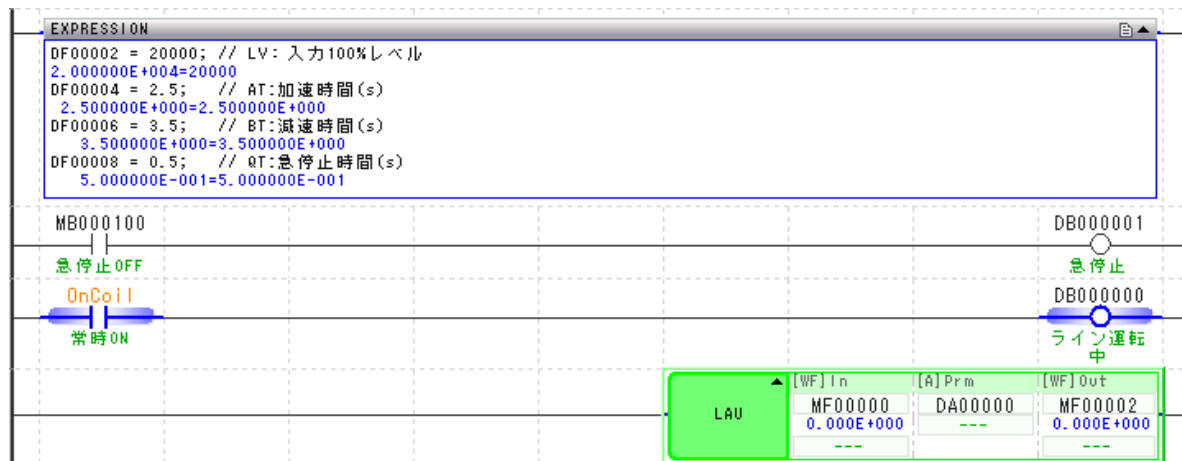 EXPRESSION
DF00002 = 20000; // LV: 入力100%レベル
2.000000E+004=20000
DF00004 = 2.5; // AT:加速時間(s)
2.500000E+000=2.500000E+000
DF00006 = 3.5; // BT:減速時間(s)
3.500000E+000=3.500000E+000
DF00008 = 0.5; // QT:急停止時間(s)
5.000000E-001=5.000000E-001
MB000100 DB000001
急停止OFF 急停止
OnCoil DB000000
常時ON ライン運転
中
[WF]In [A]Prm [WF]Out
LAU MF00000 DA00000 MF00002
0.000E+000 --- 0.000E+000
--- ---